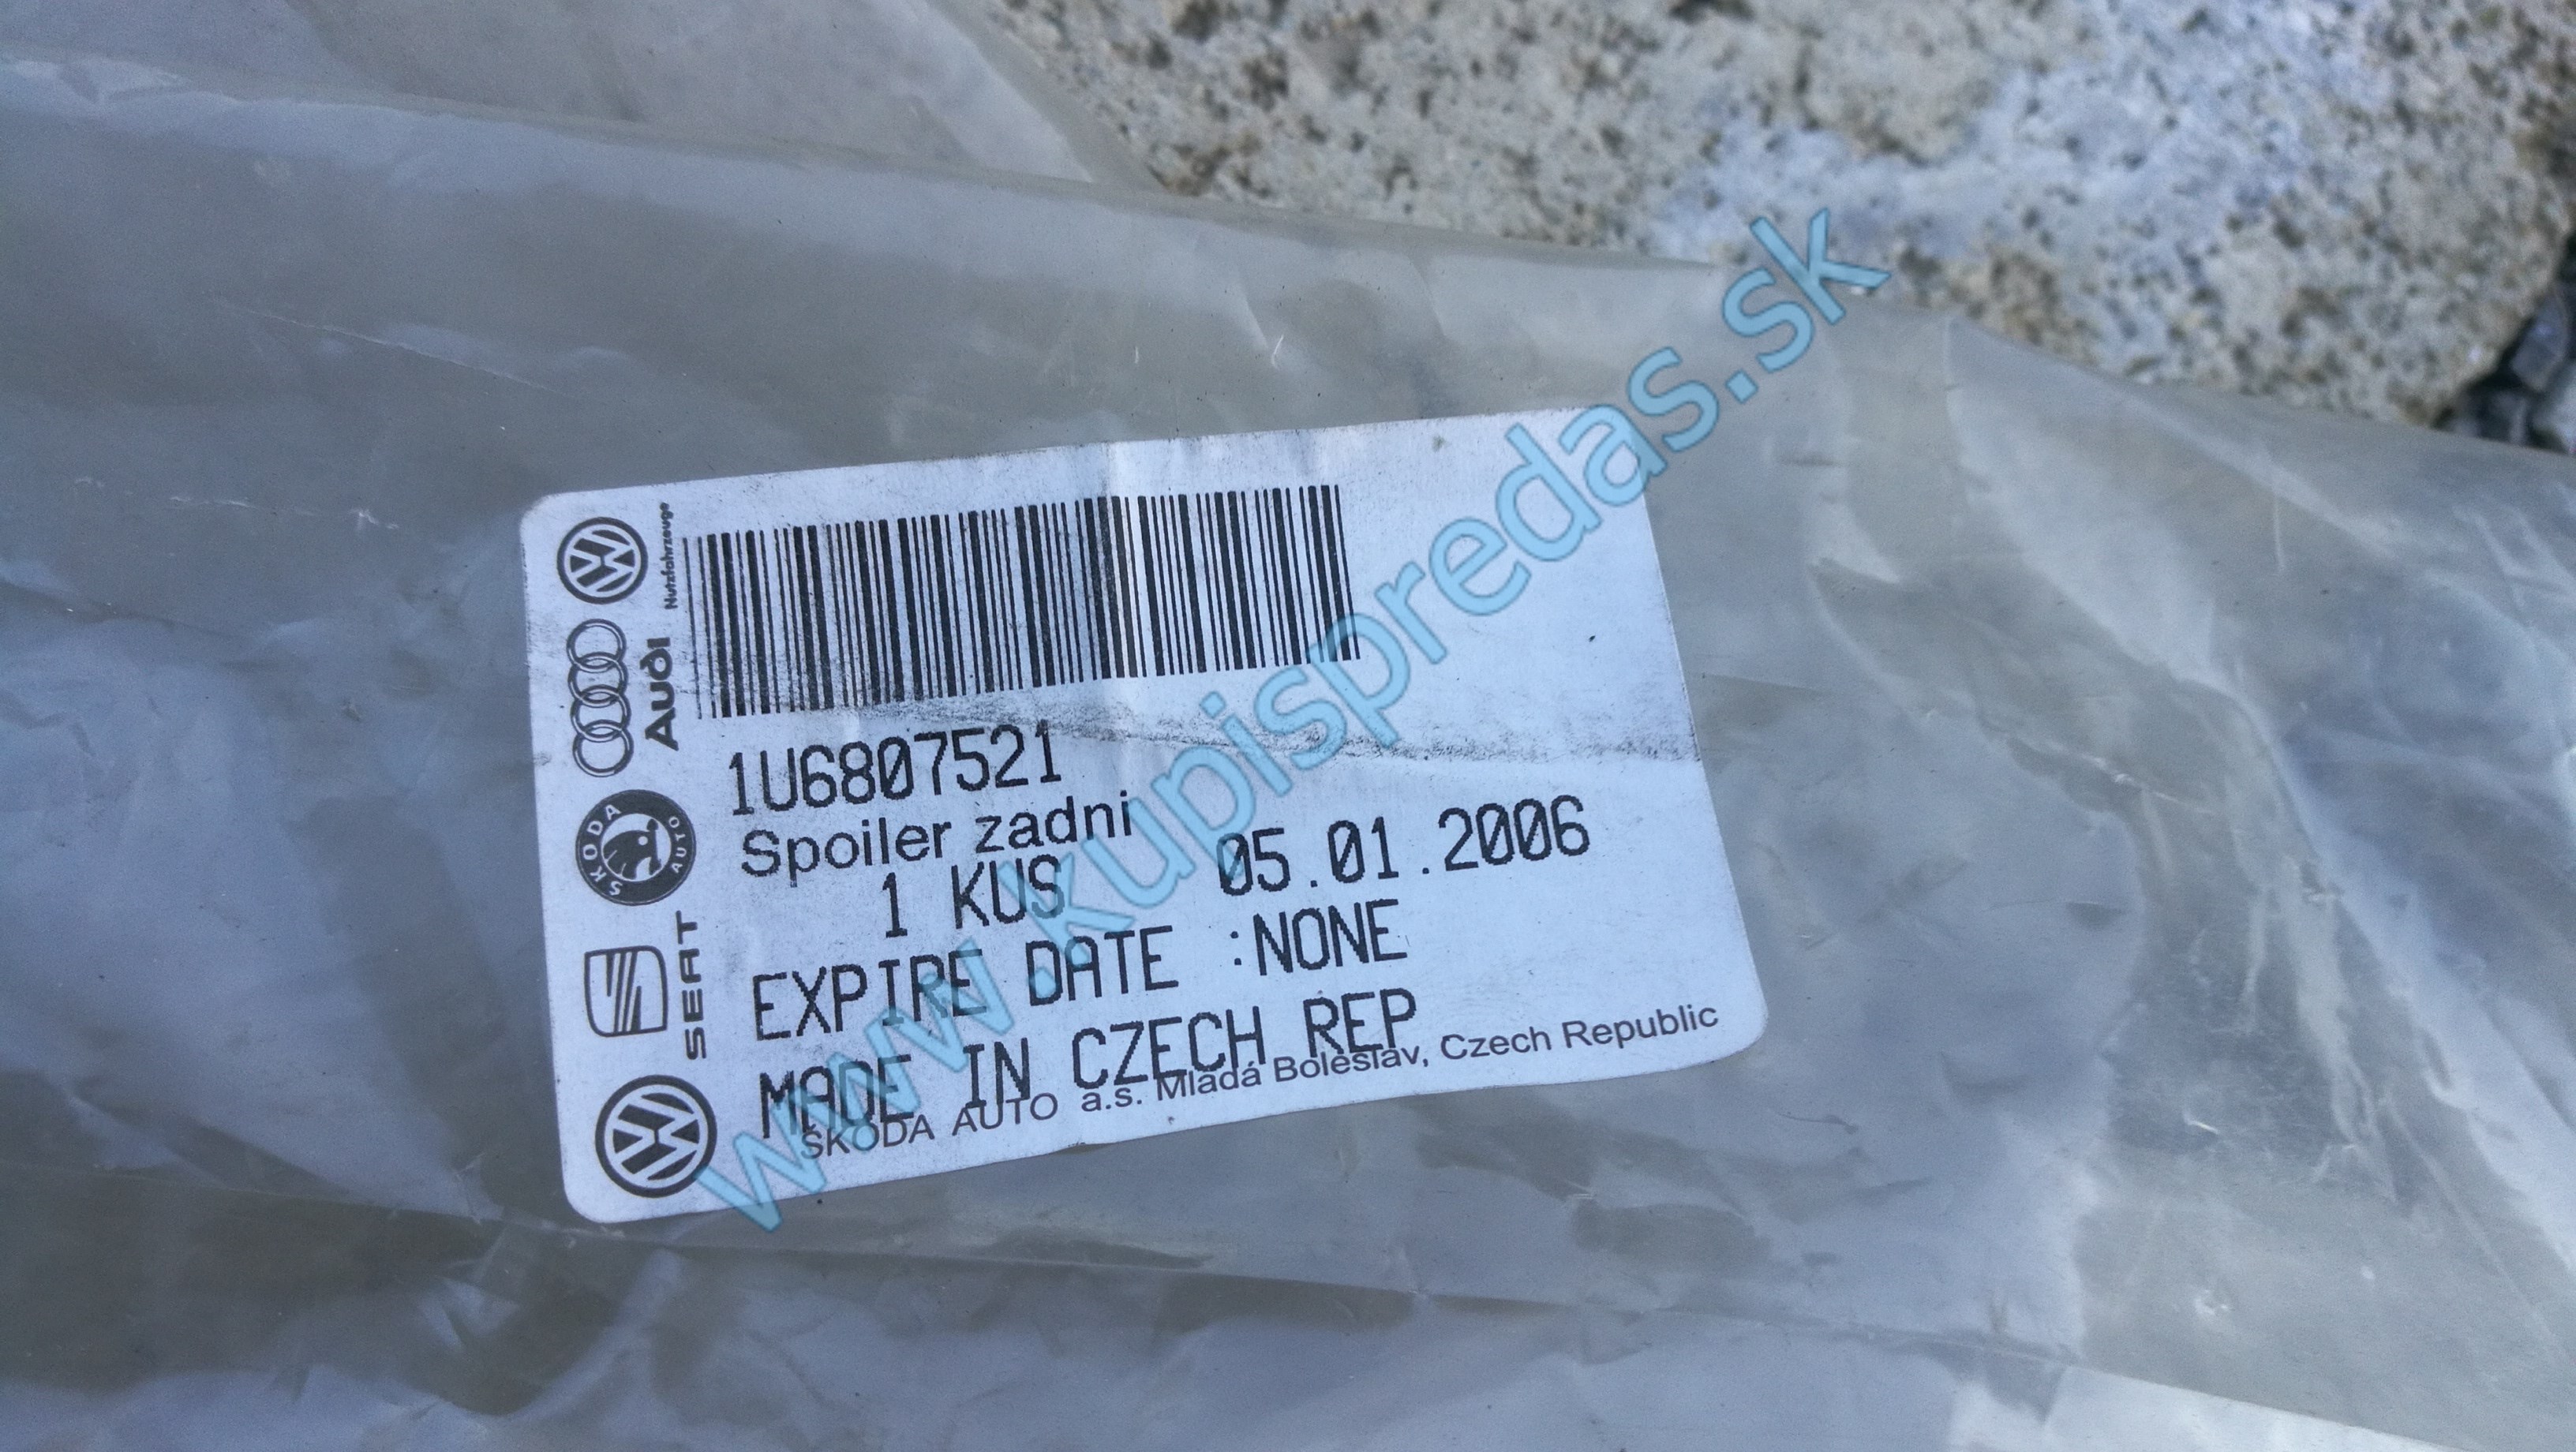 Nutzfahrzeuge
Audi
SKODA AUTO
SEAT
1U6807521
Spoiler zadni
1 KUS 05.01.2006
EXPIRE DATE :NONE
MADE IN CZECH REP
ŠKODA AUTO a.s. Mladá Boleslav, Czech Republic
www.kupispredas.sk